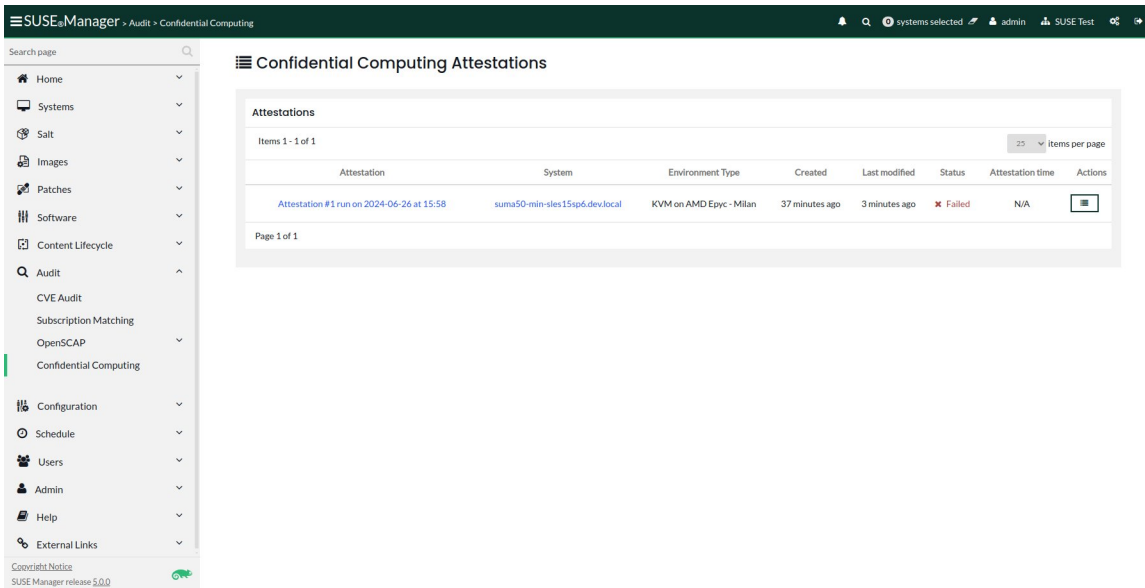 SUSE®Manager > Audit > Confidential Computing
0 systems selected admin SUSE Test
Search page
Home
Systems
Salt
Images
Patches
Software
Content Lifecycle
Audit
CVE Audit
Subscription Matching
OpenSCAP
Confidential Computing
Configuration
Schedule
Users
Admin
Help
External Links
Copyright Notice
SUSE Manager release 5.0.0
Confidential Computing Attestations
Attestations
Items 1 - 1 of 1
25 items per page
Attestation System Environment Type Created Last modified Status Attestation time Actions
Attestation #1 run on 2024-06-26 at 15:58 suma50-min-sles15sp6.dev.local KVM on AMD Epyc - Milan 37 minutes ago 3 minutes ago Failed N/A
Page 1 of 1